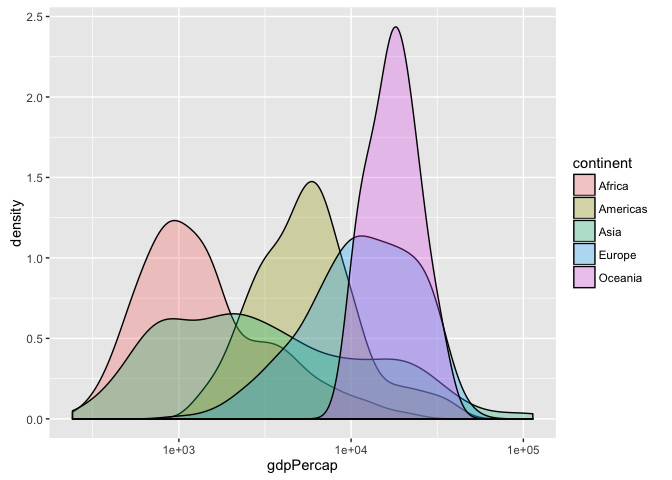 2.5
2.0
1.5
1.0
0.5
0.0
density
1e+03 1e+04 1e+05
gdpPercap
continent
Africa
Americas
Asia
Europe
Oceania